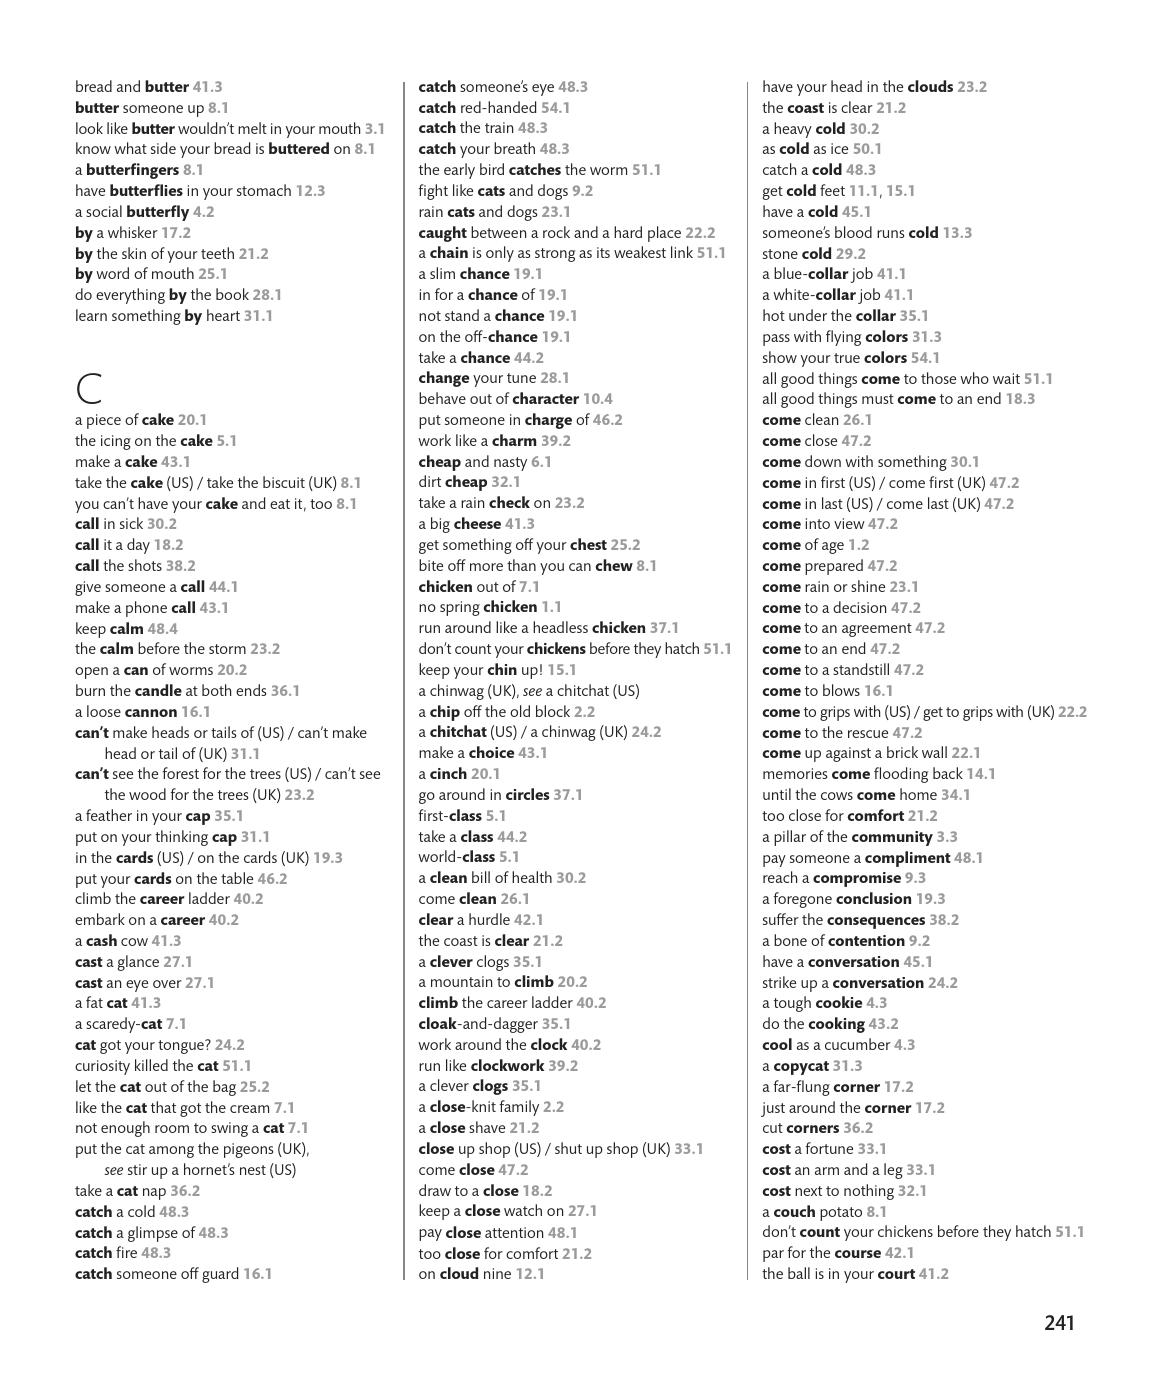 bread and butter 41.3
butter someone up 8.1
look like butter wouldn’t melt in your mouth 3.1
know what side your bread is buttered on 8.1
a butterfingers 8.1
have butterflies in your stomach 12.3
a social butterfly 4.2
by a whisker 17.2
by the skin of your teeth 21.2
by word of mouth 25.1
do everything by the book 28.1
learn something by heart 31.1
C
a piece of cake 20.1
the icing on the cake 5.1
make a cake 43.1
take the cake (US) / take the biscuit (UK) 8.1
you can’t have your cake and eat it, too 8.1
call in sick 30.2
call it a day 18.2
call the shots 38.2
give someone a call 44.1
make a phone call 43.1
keep calm 48.4
the calm before the storm 23.2
open a can of worms 20.2
burn the candle at both ends 36.1
a loose cannon 16.1
can’t make heads or tails of (US) / can’t make
head or tail of (UK) 31.1
can’t see the forest for the trees (US) / can’t see
the wood for the trees (UK) 23.2
a feather in your cap 35.1
put on your thinking cap 31.1
in the cards (US) / on the cards (UK) 19.3
put your cards on the table 46.2
climb the career ladder 40.2
embark on a career 40.2
a cash cow 41.3
cast a glance 27.1
cast an eye over 27.1
a fat cat 41.3
a scaredy-cat 7.1
cat got your tongue? 24.2
curiosity killed the cat 51.1
let the cat out of the bag 25.2
like the cat that got the cream 7.1
not enough room to swing a cat 7.1
put the cat among the pigeons (UK),
see stir up a hornet’s nest (US)
take a cat nap 36.2
catch a cold 48.3
catch a glimpse of 48.3
catch fire 48.3
catch someone off guard 16.1
catch someone’s eye 48.3
catch red-handed 54.1
catch the train 48.3
catch your breath 48.3
the early bird catches the worm 51.1
fight like cats and dogs 9.2
rain cats and dogs 23.1
caught between a rock and a hard place 22.2
a chain is only as strong as its weakest link 51.1
a slim chance 19.1
in for a chance of 19.1
not stand a chance 19.1
on the off-chance 19.1
take a chance 44.2
change your tune 28.1
behave out of character 10.4
put someone in charge of 46.2
work like a charm 39.2
cheap and nasty 6.1
dirt cheap 32.1
take a rain check on 23.2
a big cheese 41.3
get something off your chest 25.2
bite off more than you can chew 8.1
chicken out of 7.1
no spring chicken 1.1
run around like a headless chicken 37.1
don’t count your chickens before they hatch 51.1
keep your chin up! 15.1
a chinwag (UK), see a chitchat (US)
a chip off the old block 2.2
a chitchat (US) / a chinwag (UK) 24.2
make a choice 43.1
a cinch 20.1
go around in circles 37.1
first-class 5.1
take a class 44.2
world-class 5.1
a clean bill of health 30.2
come clean 26.1
clear a hurdle 42.1
the coast is clear 21.2
a clever clogs 35.1
a mountain to climb 20.2
climb the career ladder 40.2
cloak-and-dagger 35.1
work around the clock 40.2
run like clockwork 39.2
a clever clogs 35.1
a close-knit family 2.2
a close shave 21.2
close up shop (US) / shut up shop (UK) 33.1
come close 47.2
draw to a close 18.2
keep a close watch on 27.1
pay close attention 48.1
too close for comfort 21.2
on cloud nine 12.1
have your head in the clouds 23.2
the coast is clear 21.2
a heavy cold 30.2
as cold as ice 50.1
catch a cold 48.3
get cold feet 11.1, 15.1
have a cold 45.1
someone’s blood runs cold 13.3
stone cold 29.2
a blue-collar job 41.1
a white-collar job 41.1
hot under the collar 35.1
pass with flying colors 31.3
show your true colors 54.1
all good things come to those who wait 51.1
all good things must come to an end 18.3
come clean 26.1
come close 47.2
come down with something 30.1
come in first (US) / come first (UK) 47.2
come in last (US) / come last (UK) 47.2
come into view 47.2
come of age 1.2
come prepared 47.2
come rain or shine 23.1
come to a decision 47.2
come to an agreement 47.2
come to an end 47.2
come to a standstill 47.2
come to blows 16.1
come to grips with (US) / get to grips with (UK) 22.2
come to the rescue 47.2
come up against a brick wall 22.1
memories come flooding back 14.1
until the cows come home 34.1
too close for comfort 21.2
a pillar of the community 3.3
pay someone a compliment 48.1
reach a compromise 9.3
a foregone conclusion 19.3
suffer the consequences 38.2
a bone of contention 9.2
have a conversation 45.1
strike up a conversation 24.2
a tough cookie 4.3
do the cooking 43.2
cool as a cucumber 4.3
a copycat 31.3
a far-flung corner 17.2
just around the corner 17.2
cut corners 36.2
cost a fortune 33.1
cost an arm and a leg 33.1
cost next to nothing 32.1
a couch potato 8.1
don’t count your chickens before they hatch 51.1
par for the course 42.1
the ball is in your court 41.2
241